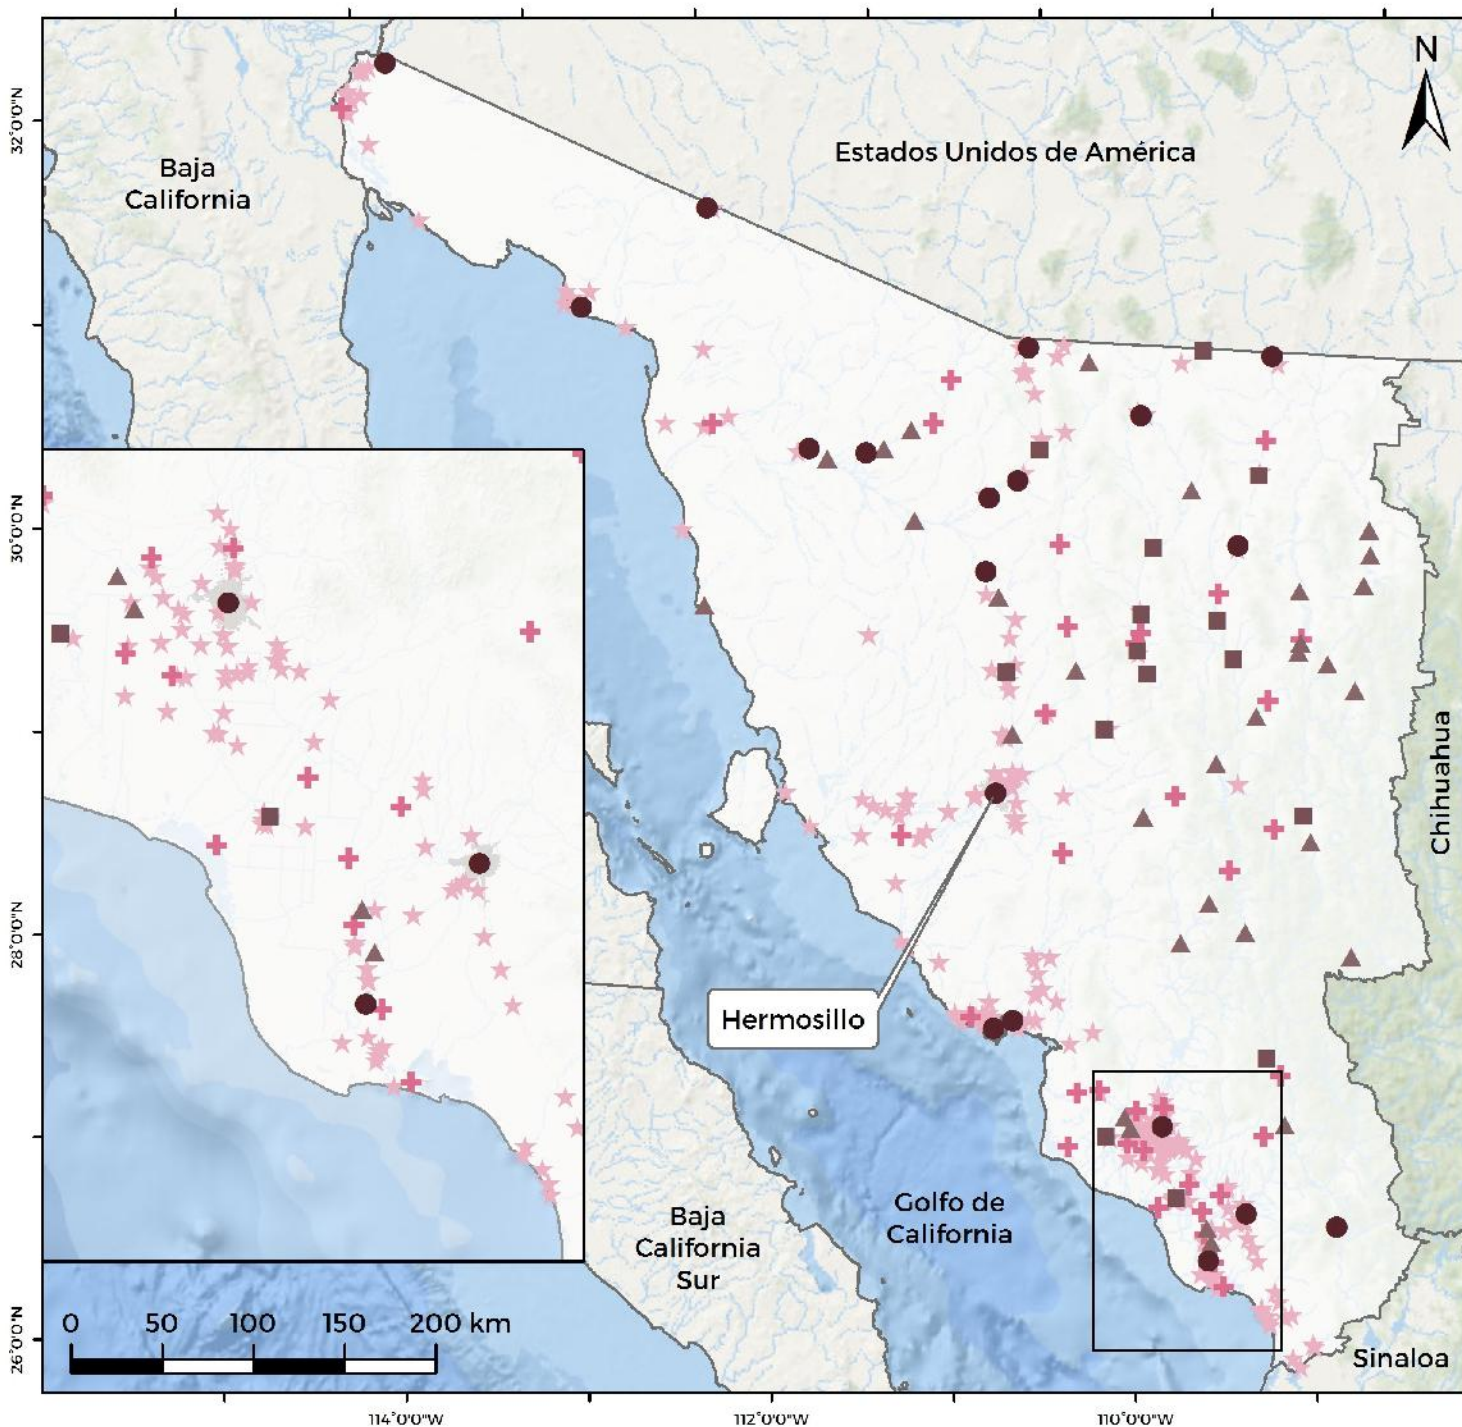 N
32°0'0"N
Estados Unidos de América
Baja
California
30°0'0"N
Chihuahua
28°0'0"N
Hermosillo
Golfo de
California
Baja
California
Sur
0 50 100 150 200 km
26°0'0"N
Sinaloa
114°0'0"W 112°0'0"W 110°0'0"W